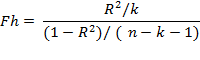 Fh = R²/k / (1 − R²)/ ( n − k − 1)